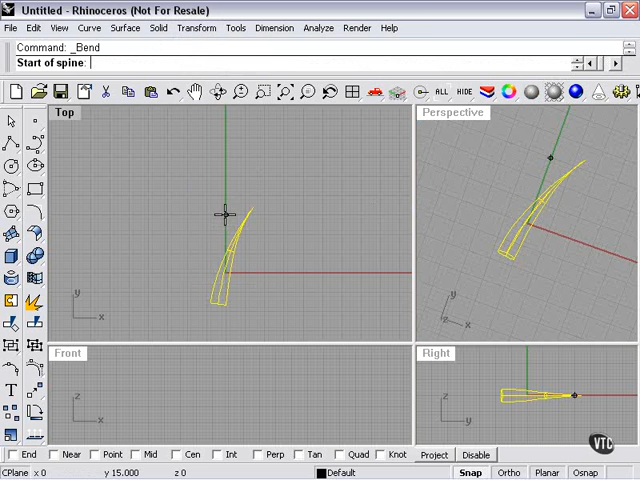 Untitled - Rhinoceros (Not For Resale)
File Edit View Curve Surface Solid Transform Tools Dimension Analyze Render Help
Command: _Bend
Start of spine:
ALL HIDE
Top
Perspective
y
x
y
z
x
Front
Right
z
x
z
y
T
VTC
End Near Point Mid Cen Int Perp Tan Quad Knot Project Disable
CPlane x 0 y 15.000 z 0 Default Snap Ortho Planar Osnap